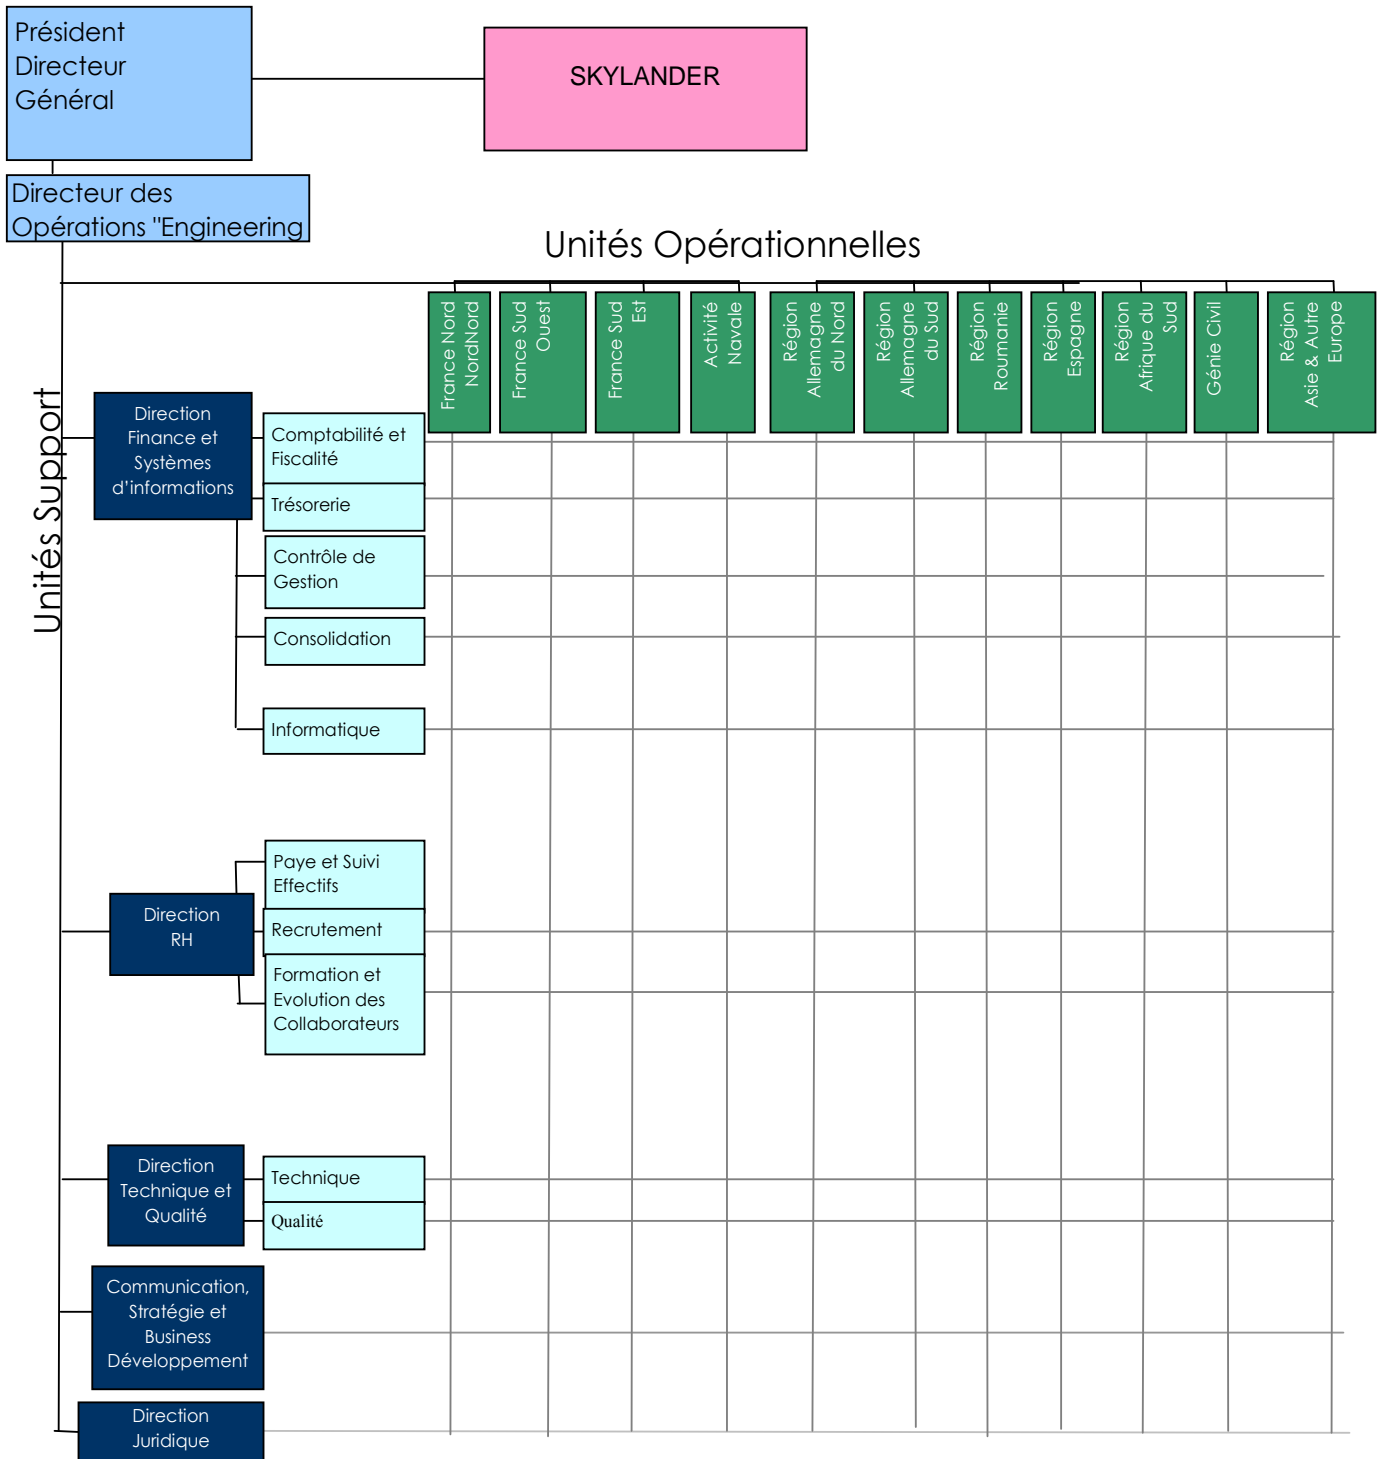 Président
Directeur
Général
SKYLANDER
Directeur des
Opérations "Engineering
Unités Opérationnelles
France Nord
NordNord
France Sud
Ouest
France Sud
Est
Activité
Navale
Région
Allemagne
du Nord
Région
Allemagne
du Sud
Région
Roumanie
Région
Espagne
Région
Afrique du
Sud
Génie Civil
Région
Asie & Autre
Europe
Unités Support
Direction
Finance et
Systèmes
d'informations
Comptabilité et
Fiscalité
Trésorerie
Contrôle de
Gestion
Consolidation
Informatique
Direction
RH
Paye et Suivi
Effectifs
Recrutement
Formation et
Evolution des
Collaborateurs
Direction
Technique et
Qualité
Technique
Qualité
Communication,
Stratégie et
Business
Développement
Direction
Juridique